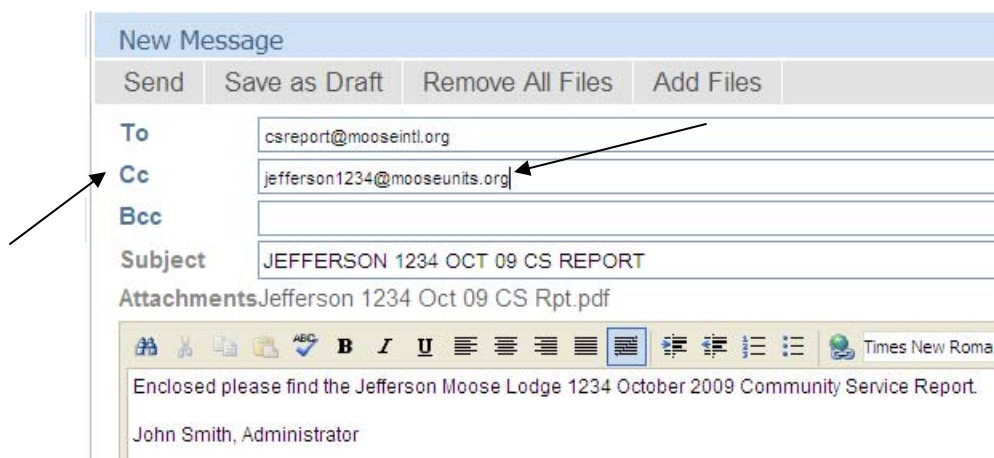 New Message
Send Save as Draft Remove All Files Add Files
To csreport@mooseintl.org
Cc jefferson1234@mooseunits.org
Bcc
Subject JEFFERSON 1234 OCT 09 CS REPORT
AttachmentsJefferson 1234 Oct 09 CS Rpt.pdf
ABC B I U Times New Roma
Enclosed please find the Jefferson Moose Lodge 1234 October 2009 Community Service Report.
John Smith, Administrator